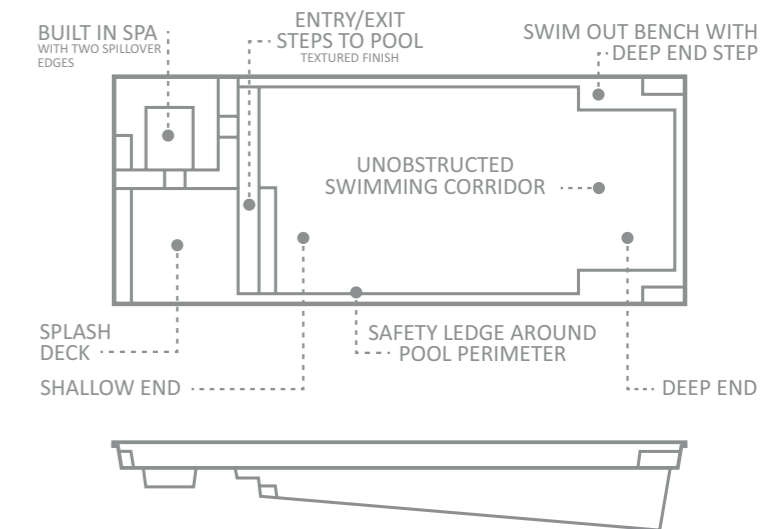 BUILT IN SPA
WITH TWO SPILLOVER
EDGES
ENTRY/EXIT
STEPS TO POOL
TEXTURED FINISH
SWIM OUT BENCH WITH
DEEP END STEP
UNOBSTRUCTED
SWIMMING CORRIDOR
SPLASH
DECK
SAFETY LEDGE AROUND
POOL PERIMETER
SHALLOW END
DEEP END